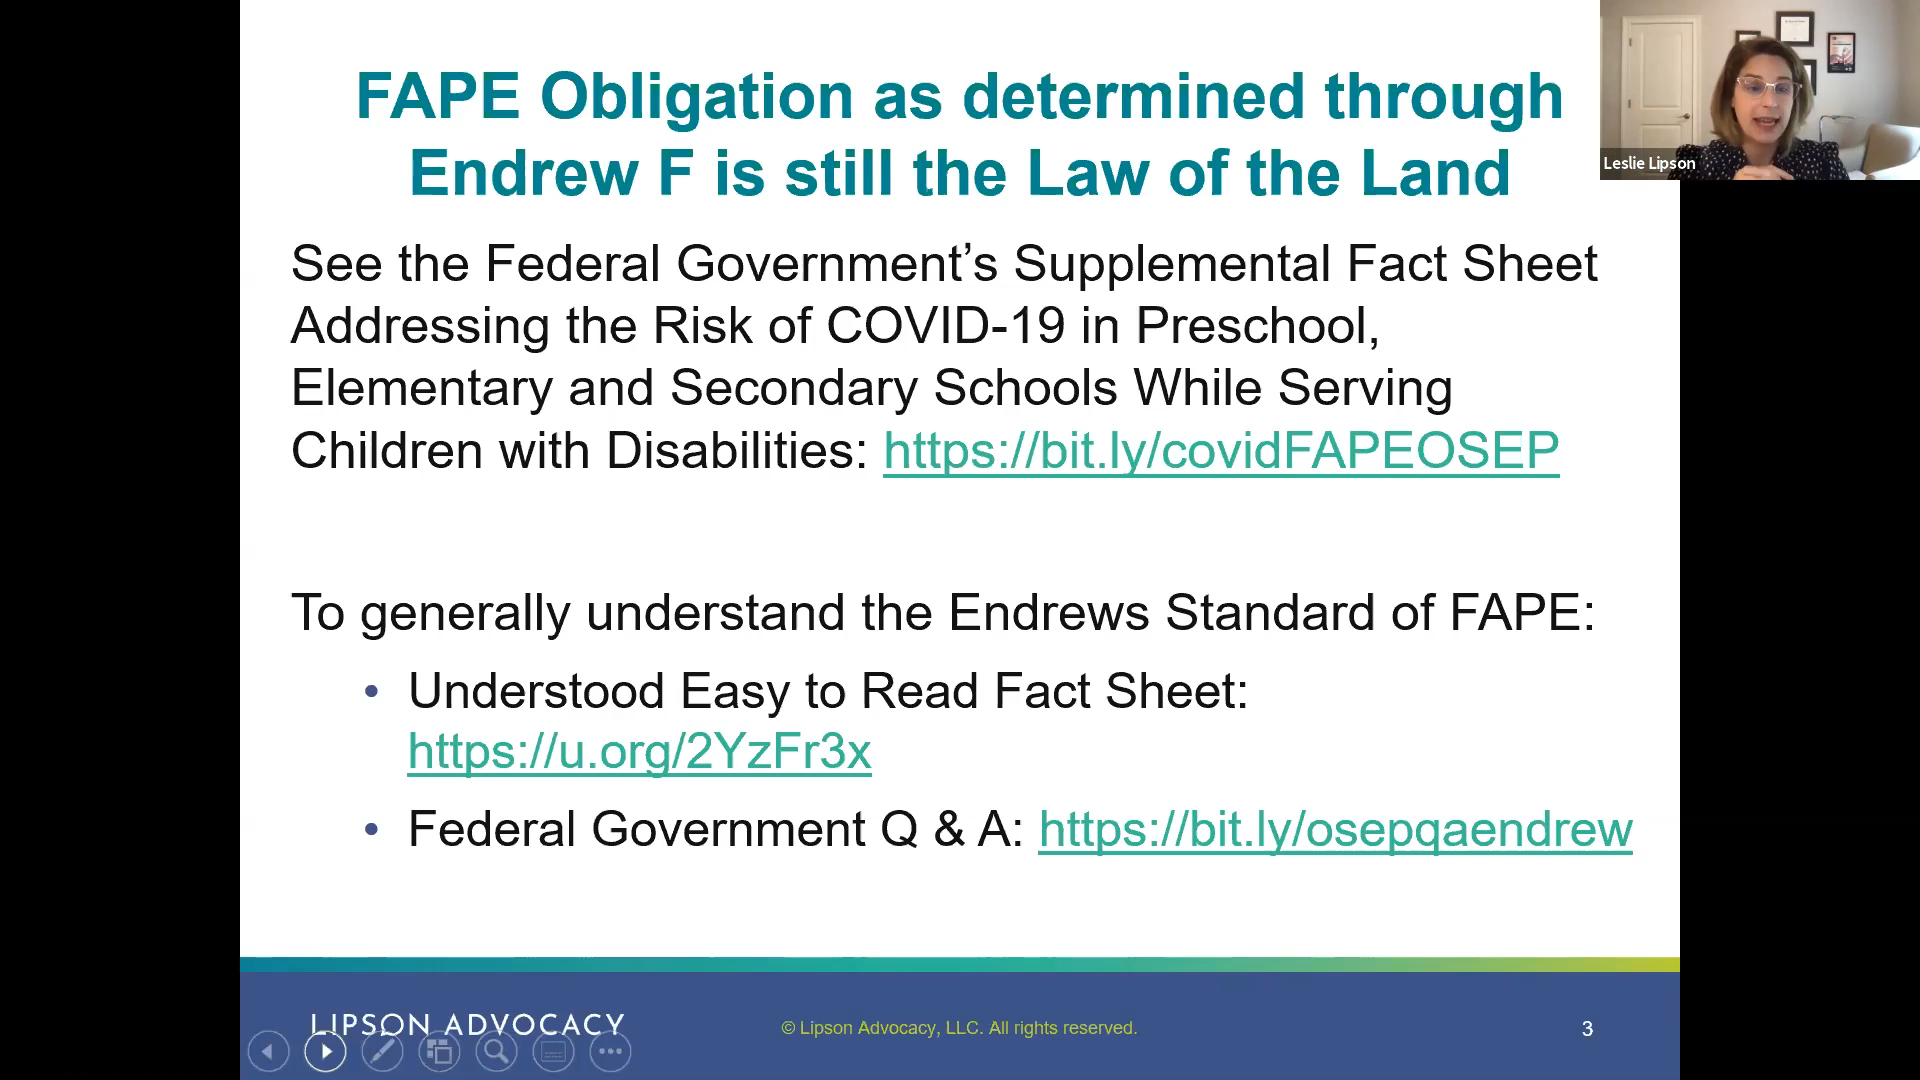 FAPE Obligation as determined through
Endrew F is still the Law of the Land
Leslie Lipson
See the Federal Government’s Supplemental Fact Sheet
Addressing the Risk of COVID-19 in Preschool,
Elementary and Secondary Schools While Serving
Children with Disabilities: https://bit.ly/covidFAPEOSEP
To generally understand the Endrews Standard of FAPE:
• Understood Easy to Read Fact Sheet:
https://u.org/2YzFr3x
• Federal Government Q & A: https://bit.ly/osepqaendrew
LIPSON ADVOCACY
© Lipson Advocacy, LLC. All rights reserved.
3